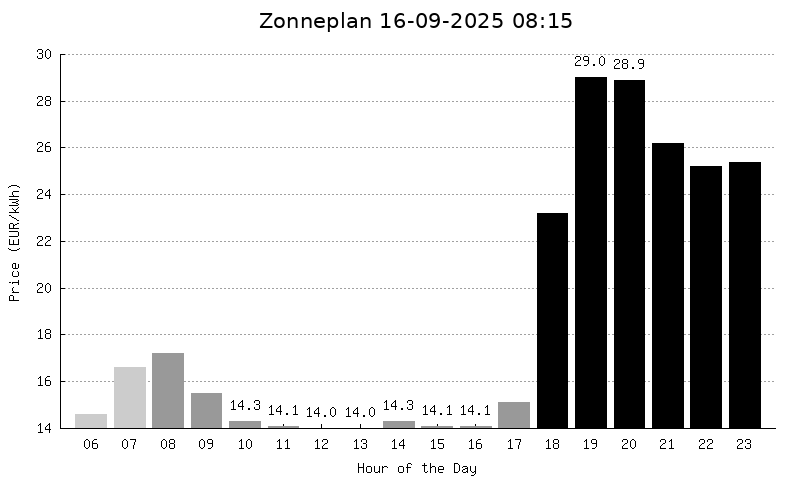 Zonneplan 16-09-2025 08:15
30
28
26
24
22
20
18
16
14
Price (EUR/kWh)
29.0 28.9
14.3 14.1 14.0 14.0 14.3 14.1 14.1
06 07 08 09 10 11 12 13 14 15 16 17 18 19 20 21 22 23
Hour of the Day